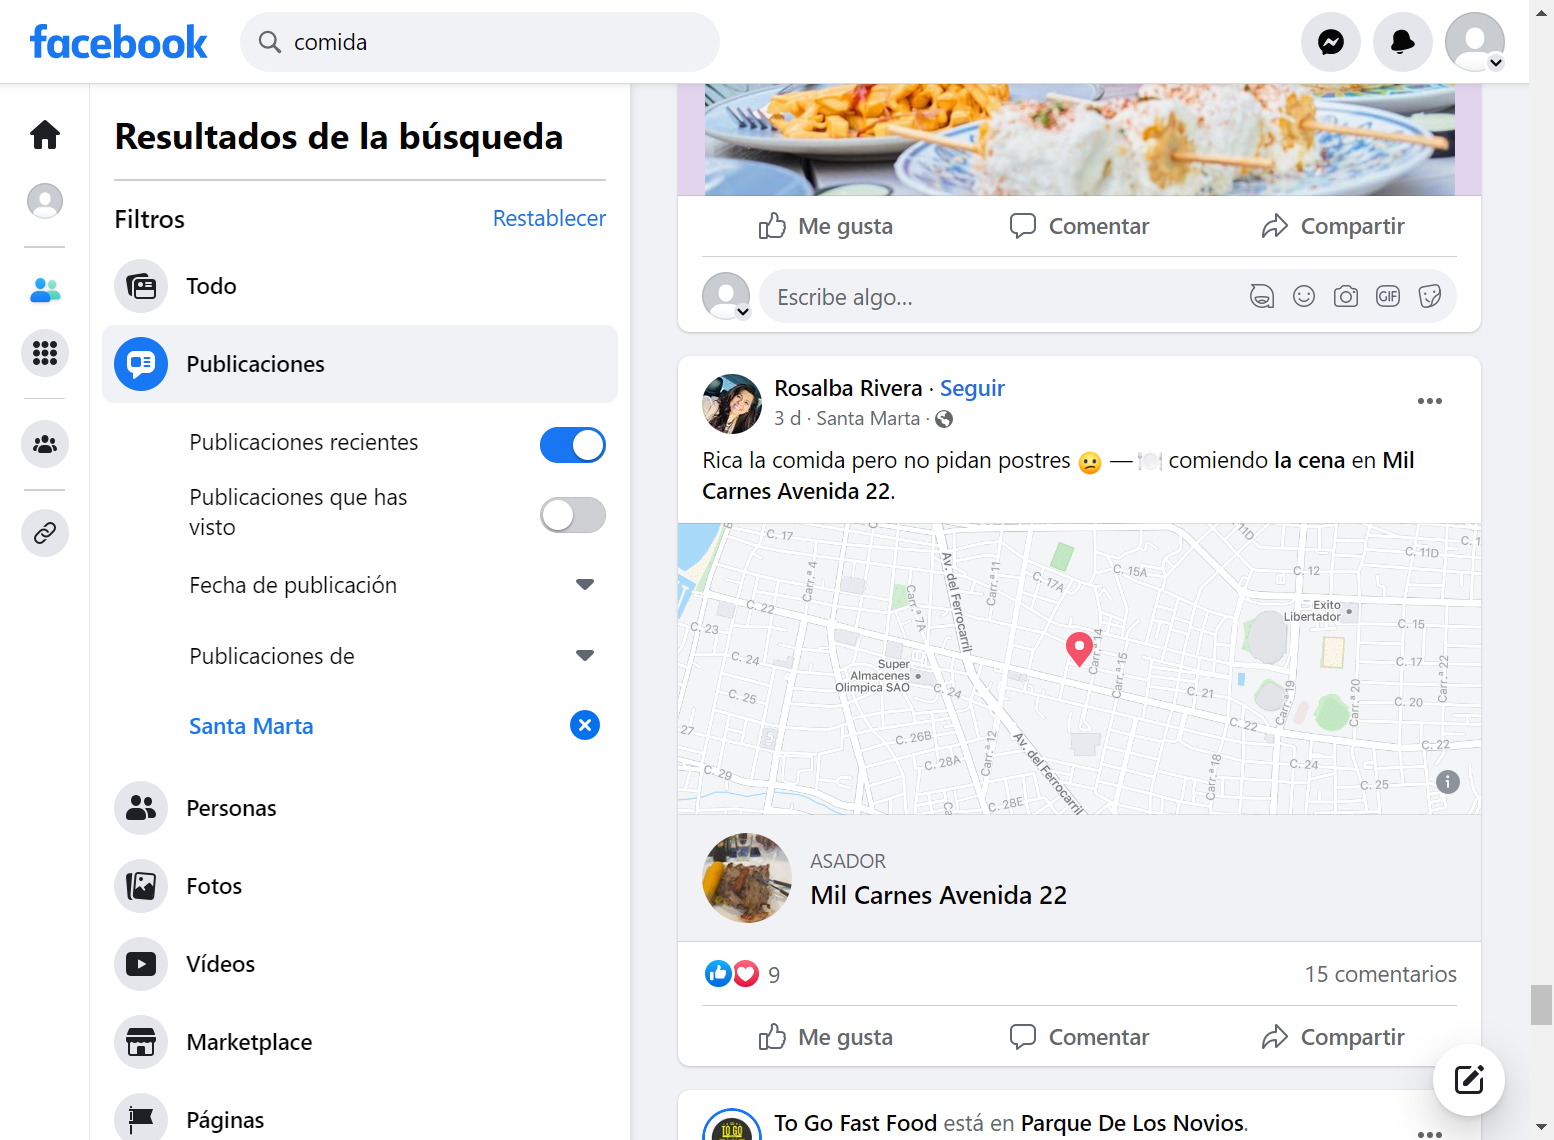 facebook
comida
Resultados de la búsqueda
Filtros
Restablecer
Todo
Publicaciones
Publicaciones recientes
Publicaciones que has
visto
Fecha de publicación
Publicaciones de
Santa Marta
Personas
Fotos
Vídeos
Marketplace
Páginas
Me gusta
Comentar
Compartir
Escribe algo...
GIF
Rosalba Rivera · Seguir
3 d · Santa Marta ·
Rica la comida pero no pidan postres 😕 — 🍽️ comiendo la cena en Mil
Carnes Avenida 22.
C. 17
Carr.ª 4
C. 22
C. 23
C. 24
C. 25
27
C. 29
Carr.ª 7A
Av. del Ferrocarril
Carr.ª 11
C. 17A
C. 15A
11D
C. 11D
C. 1
C. 12
Exito
Libertador
C. 15
C. 17
Carr.ª 22
Carr.ª 14
Carr.ª 15
Super
Almacenes
Olimpica SAO
C. 24
C. 21
Carr.ª 19
Carr.ª 20
C. 20
C. 22
C. 22
C. 26B
C. 28A
Carr.ª 12
Av. del Ferrocarril
C. 28E
Carr.ª 18
C. 24
C. 25
Ca
ASADOR
Mil Carnes Avenida 22
9
15 comentarios
Me gusta
Comentar
Compartir
To Go Fast Food está en Parque De Los Novios.
TO GO